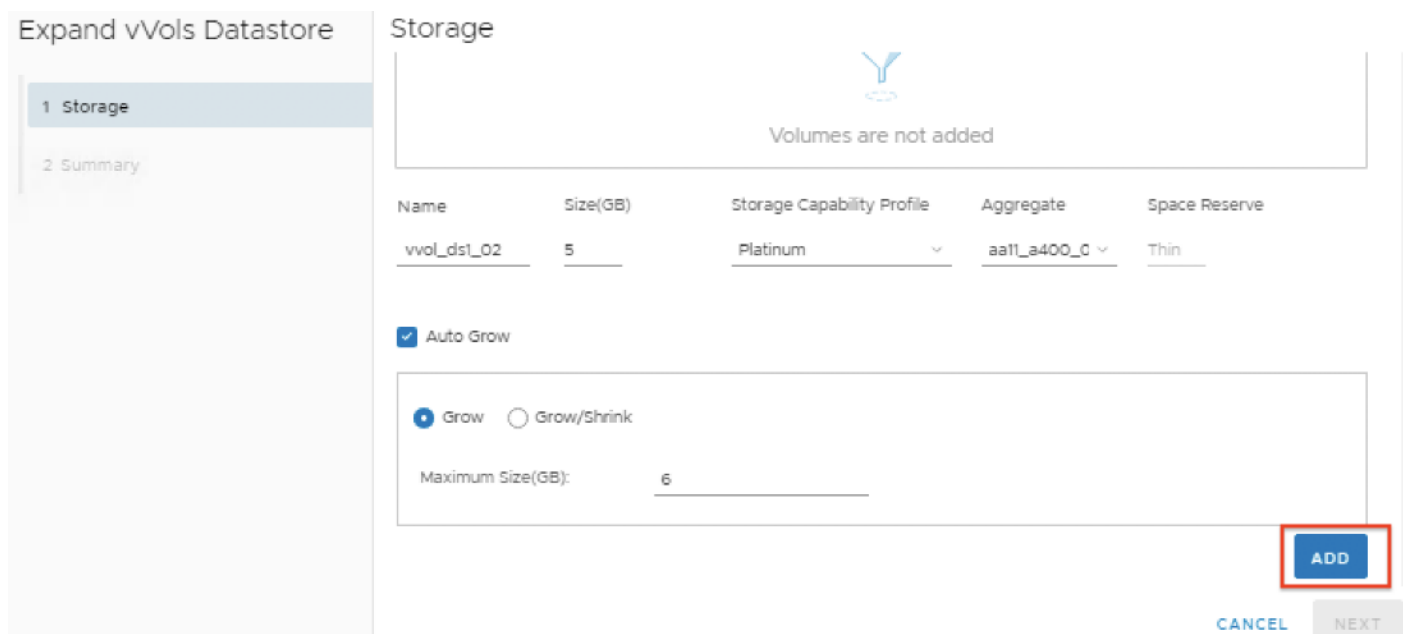 Expand vVols Datastore
1 Storage
2 Summary
Storage
Volumes are not added
Name Size(GB) Storage Capability Profile Aggregate Space Reserve
vvol_ds1_02 5 Platinum aa11_a400_0 Thin
Auto Grow
Grow Grow/Shrink
Maximum Size(GB): 6
ADD
CANCEL NEXT